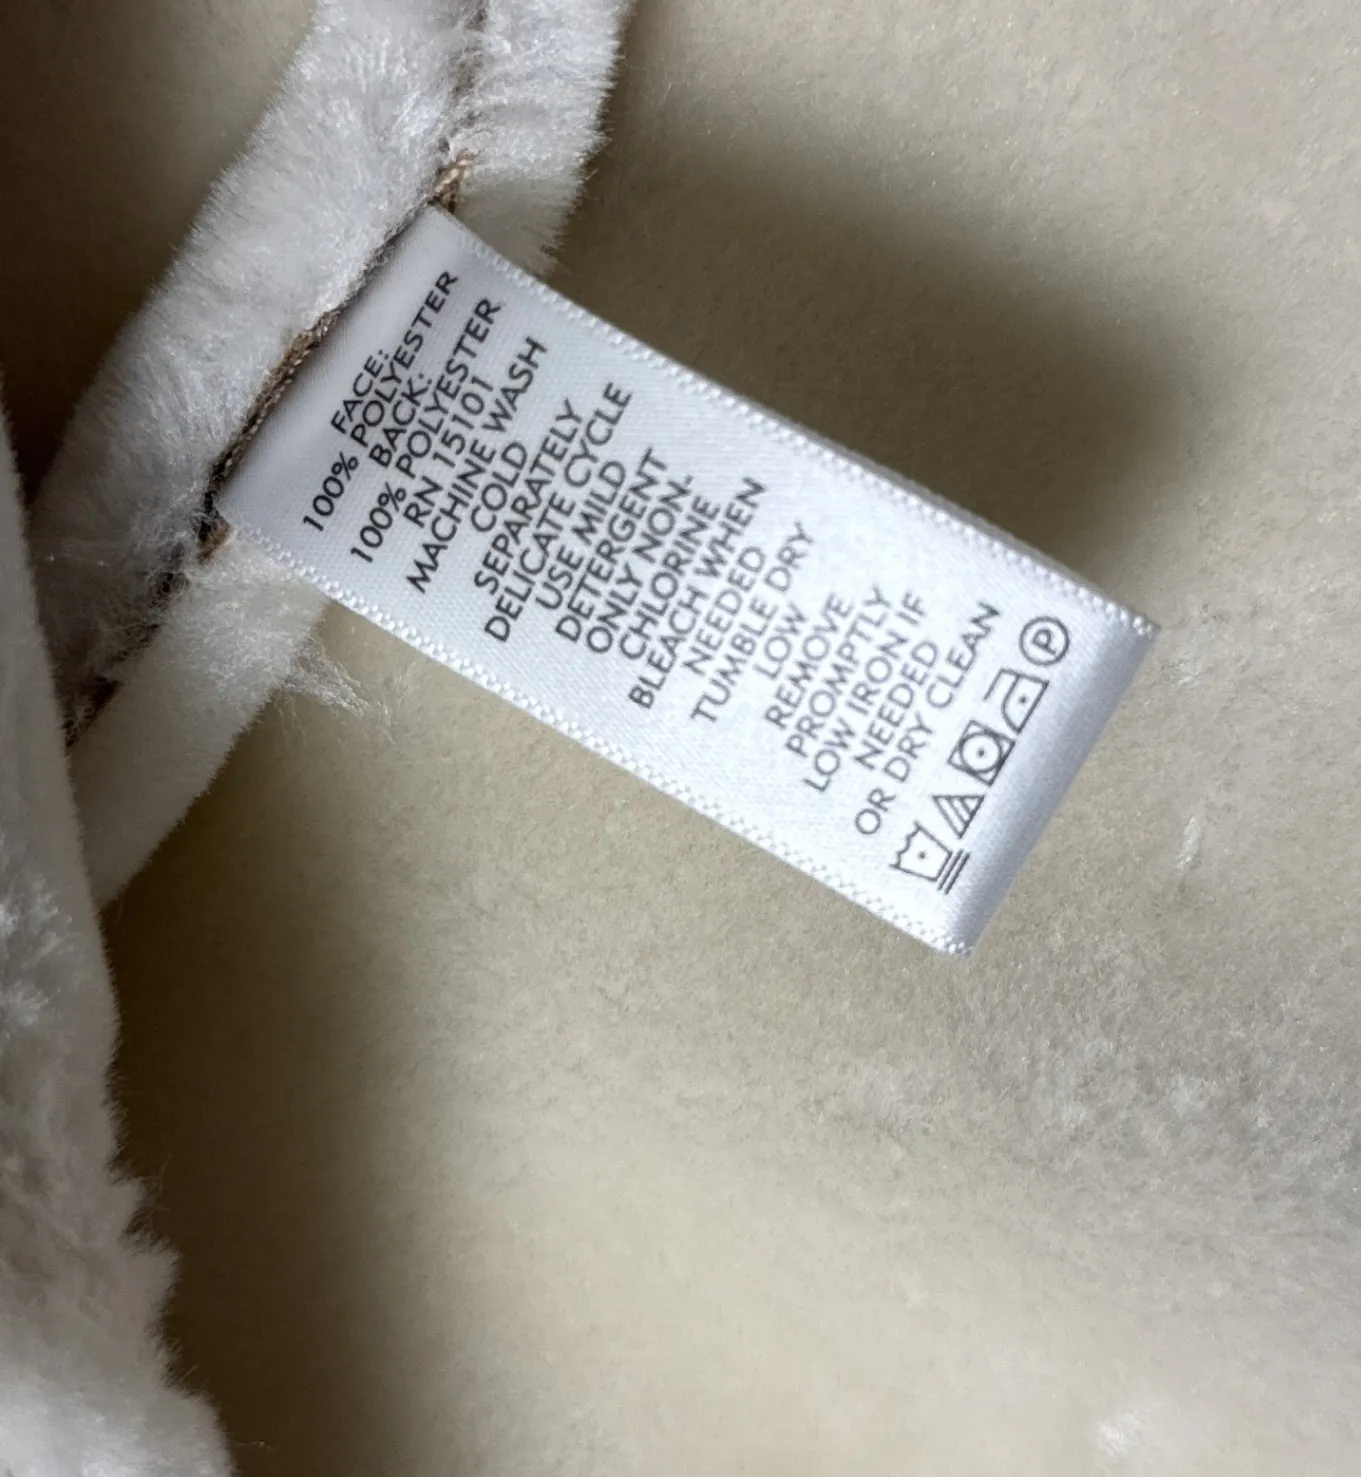 FACE:
100% POLYESTER
BACK:
100% POLYESTER
RN 15101
MACHINE WASH
COLD
SEPARATELY
DELICATE CYCLE
USE MILD
DETERGENT
ONLY NON-
CHLORINE
BLEACH WHEN
NEEDED
TUMBLE DRY
LOW
REMOVE
PROMPTLY
LOW IRON IF
NEEDED
OR DRY CLEAN
P